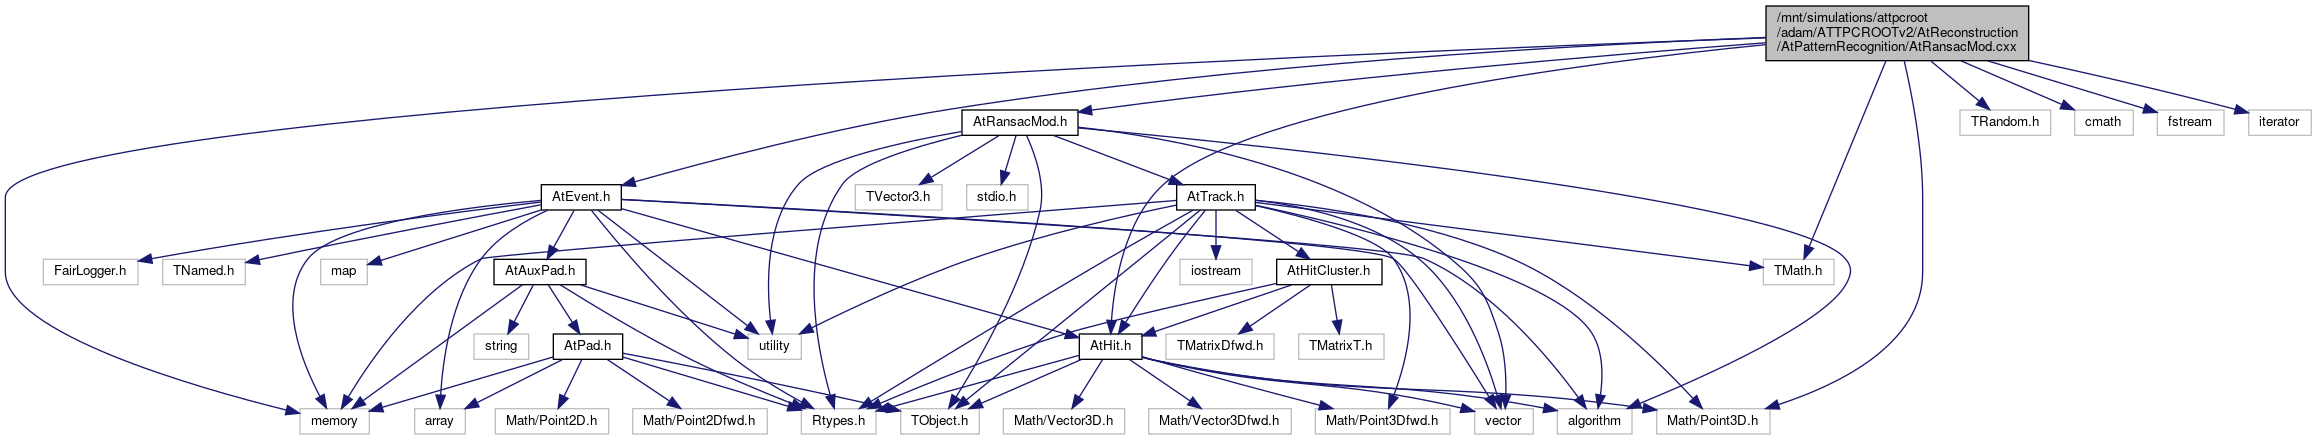 /mnt/simulations/attpcroot
/adam/ATTPCROOTv2/AtReconstruction
/AtPatternRecognition/AtRansacMod.cxx
AtRansacMod.h
TRandom.h
cmath
fstream
iterator
AtEvent.h
TVector3.h
stdio.h
AtTrack.h
FairLogger.h
TNamed.h
map
AtAuxPad.h
iostream
AtHitCluster.h
TMath.h
string
AtPad.h
utility
AtHit.h
TMatrixDfwd.h
TMatrixT.h
memory
array
Math/Point2D.h
Math/Point2Dfwd.h
Rtypes.h
TObject.h
Math/Vector3D.h
Math/Vector3Dfwd.h
Math/Point3Dfwd.h
vector
algorithm
Math/Point3D.h